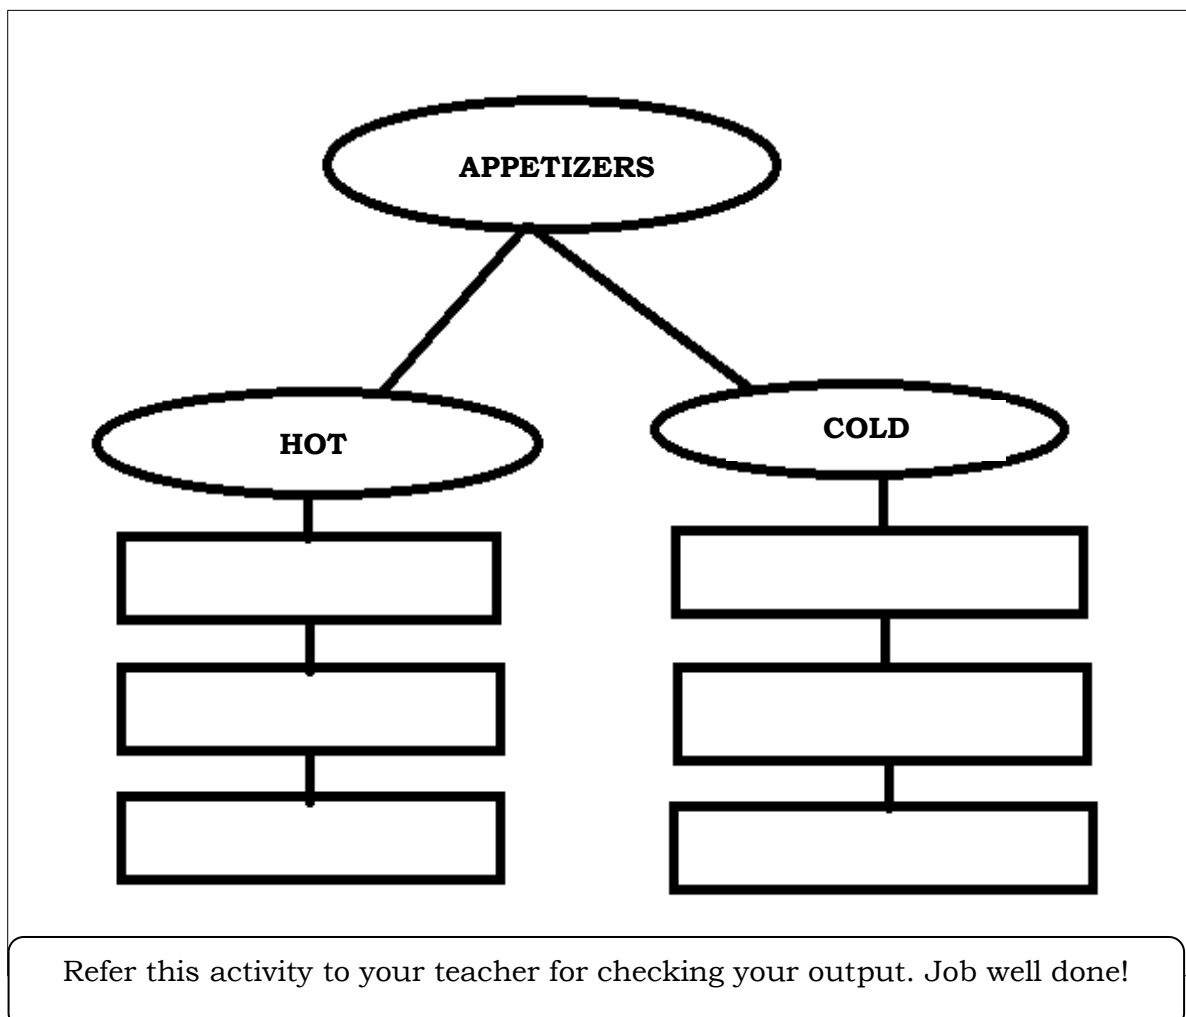 APPETIZERS
HOT
COLD
Refer this activity to your teacher for checking your output. Job well done!